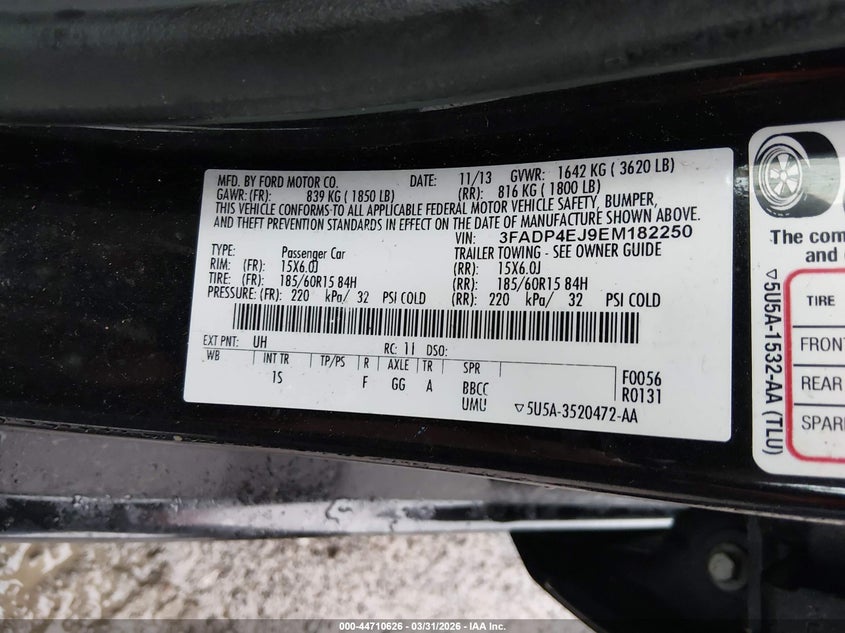 MFD. BY FORD MOTOR CO. DATE: 11/13 GVWR: 1642 KG ( 3620 LB)
GAWR: (FR): 839 KG ( 1850 LB) (RR): 816 KG ( 1800 LB)
THIS VEHICLE CONFORMS TO ALL APPLICABLE FEDERAL MOTOR VEHICLE SAFETY, BUMPER,
AND THEFT PREVENTION STANDARDS IN EFFECT ON THE DATE OF MANUFACTURE SHOWN ABOVE.
VIN: 3FADP4EJ9EM182250
TYPE: Passenger Car TRAILER TOWING - SEE OWNER GUIDE
RIM: (FR): 15X6.0J (RR): 15X6.0J
TIRE: (FR): 185/60R15 84H (RR): 185/60R15 84H
PRESSURE: (FR): 220 kPa/ 32 PSI COLD (RR): 220 kPa/ 32 PSI COLD
EXT PNT: UH RC: 11 DSO:
WB INT TR TP/PS R AXLE TR SPR
1S F GG A BBCC F0056
UMU R0131
▽5U5A-3520472-AA
▽5U5A-1532-AA (TLU)
The com
and
TIRE
FRONT
REAR
SPARE
000-44710626 - 03/31/2026 - IAA Inc.